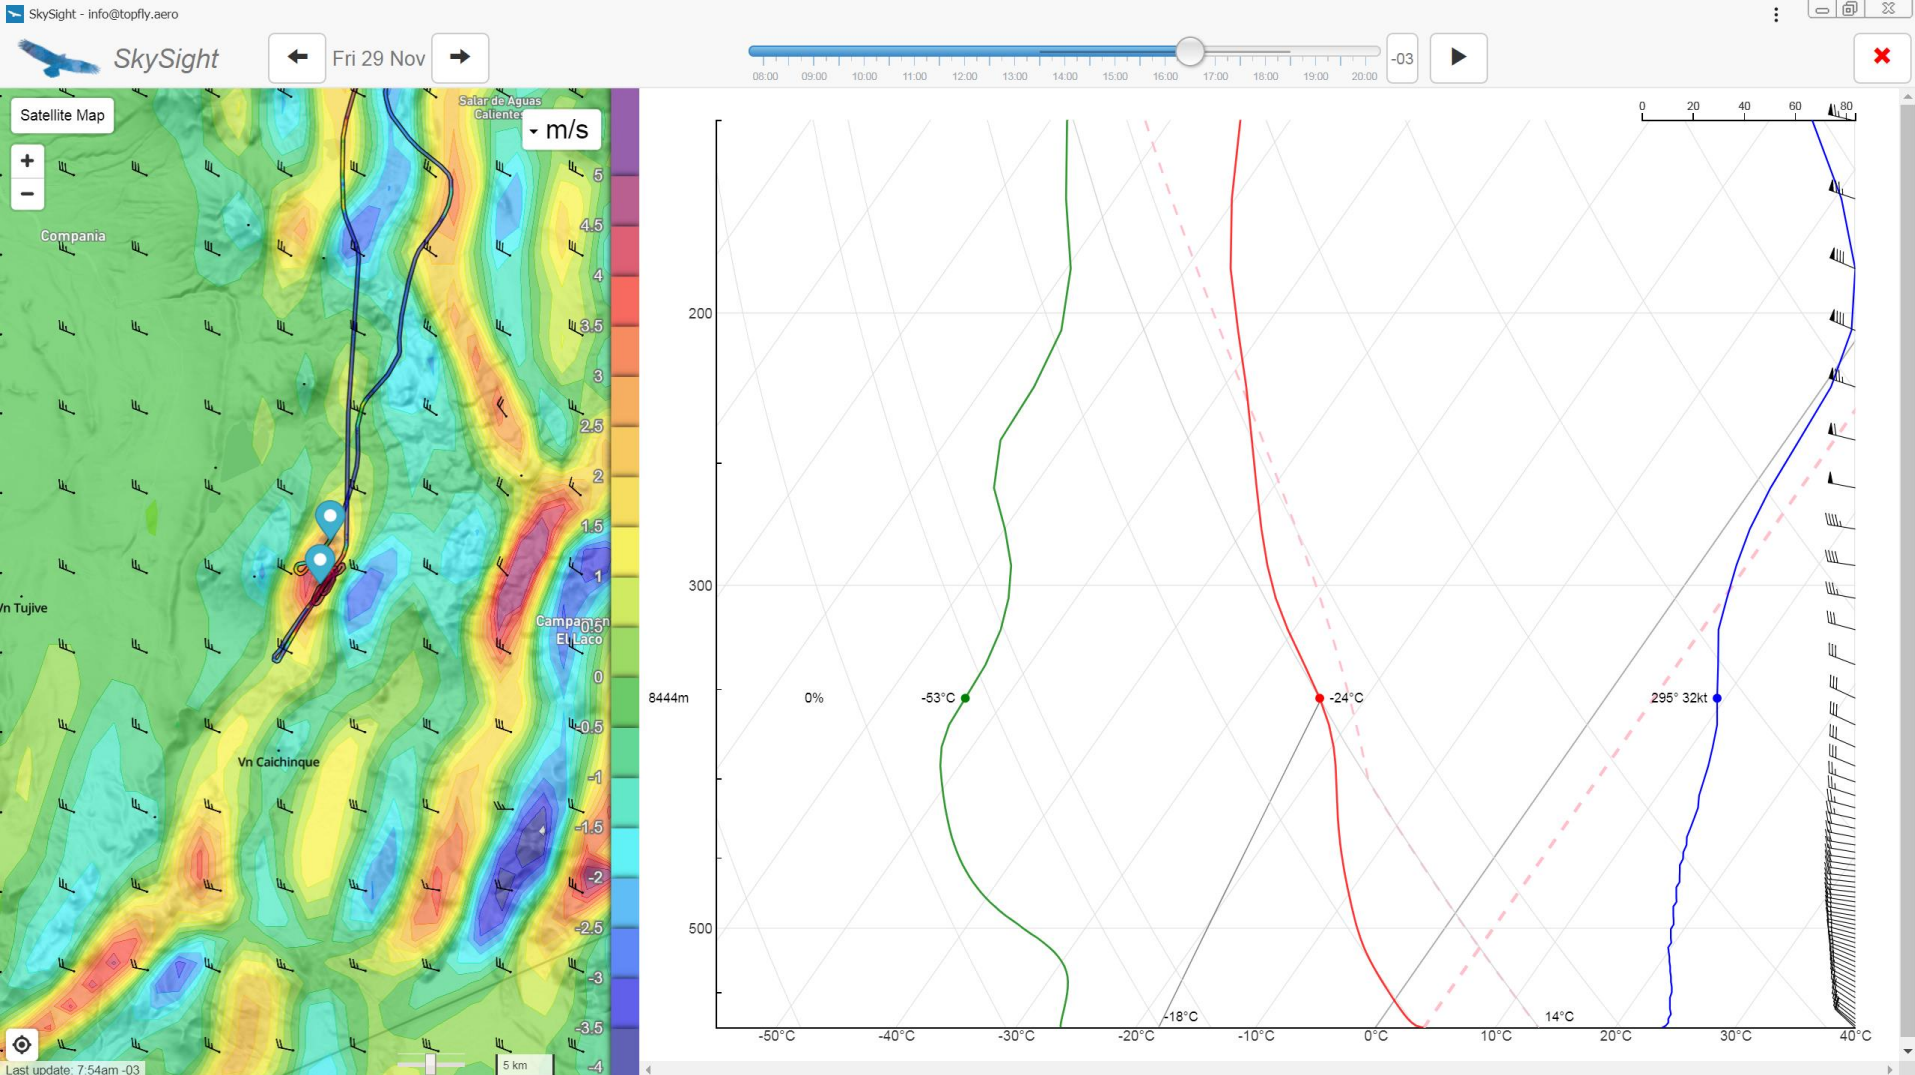 SkySight - info@topfly.aero
SkySight
Fri 29 Nov
08:00 09:00 10:00 11:00 12:00 13:00 14:00 15:00 16:00 17:00 18:00 19:00 20:00
-03
Satellite Map
+
−
Salar de Aguas
Calientes
m/s
Compania
Vn Tujive
Campamen
El Laco
Vn Caichinque
5
4.5
4
3.5
3
2.5
2
1.5
1
0.5
0
-0.5
-1
-1.5
-2
-2.5
-3
-3.5
-4
5 km
Last update: 7:54am -03
0 20 40 60 80
200
300
8444m 0% -53°C -24°C 295° 32kt
500
-18°C 14°C
-50°C -40°C -30°C -20°C -10°C 0°C 10°C 20°C 30°C 40°C